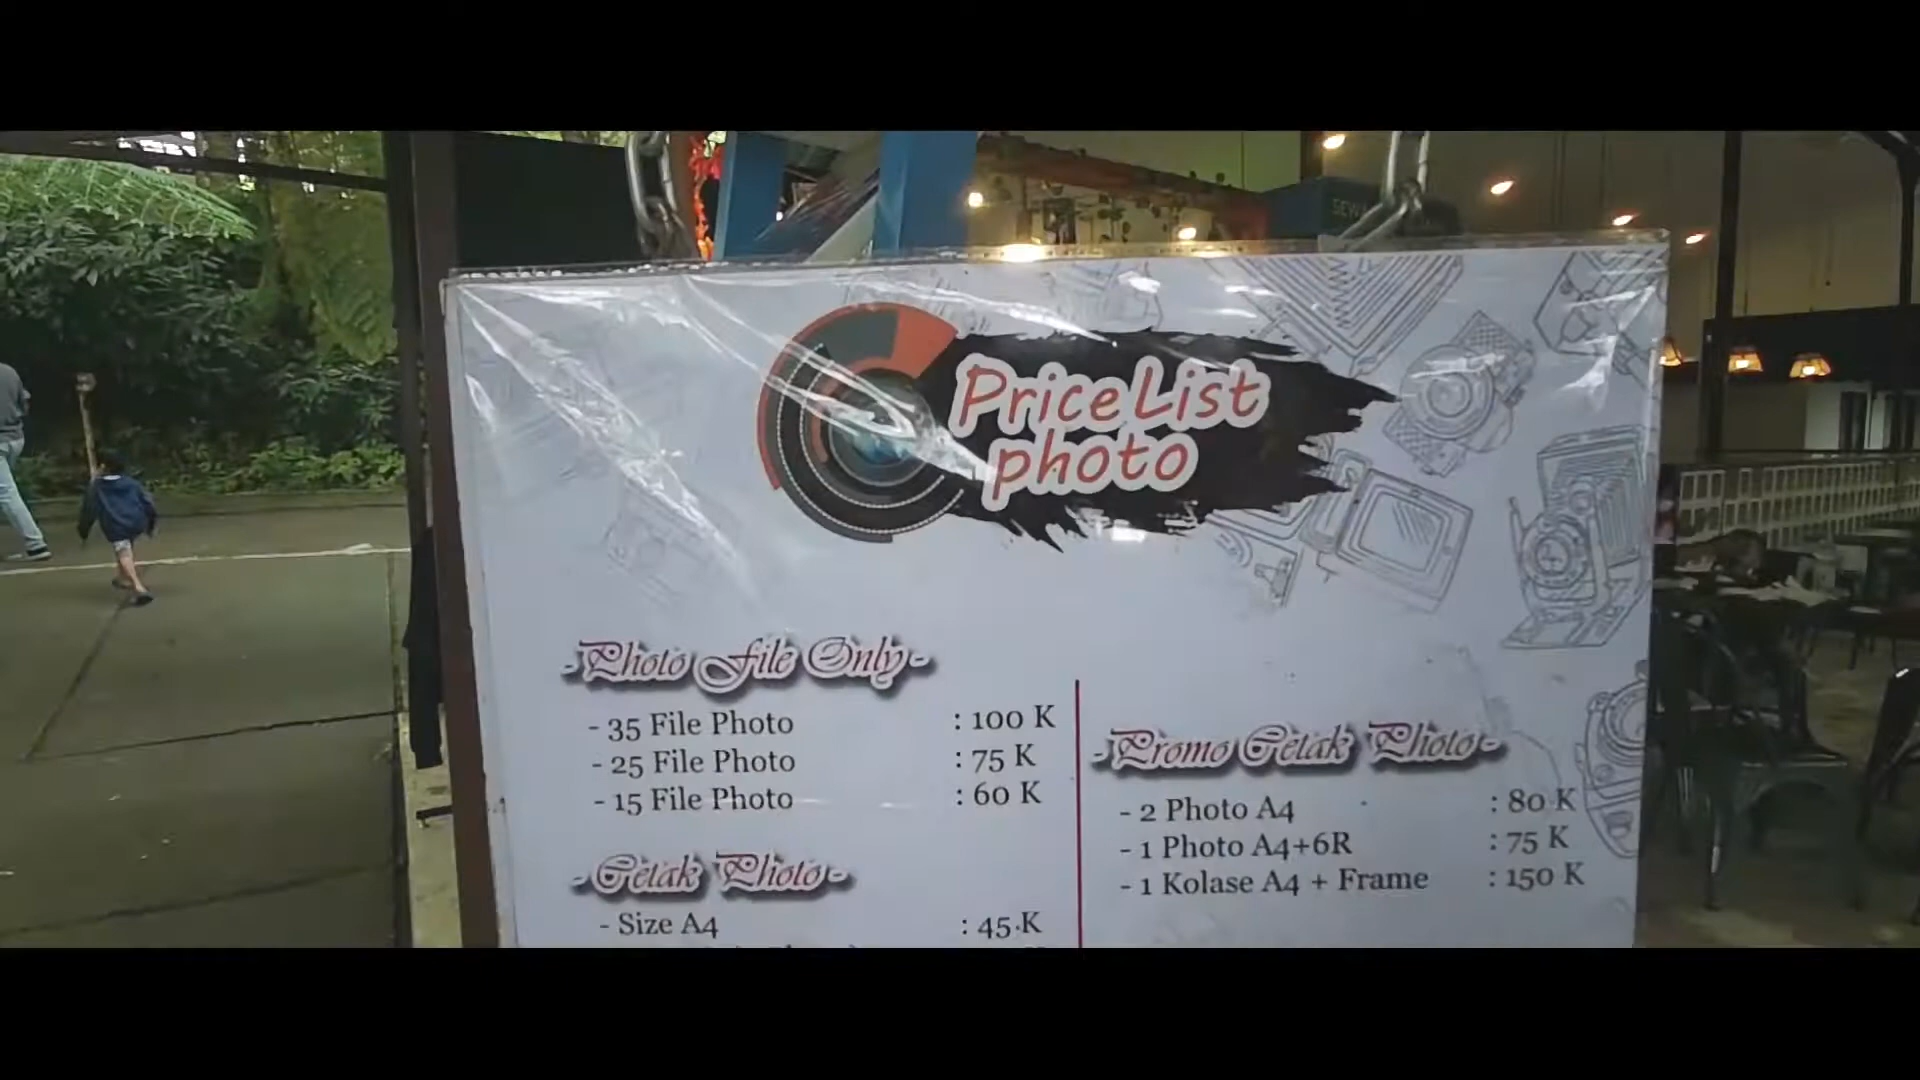 SEWA
PriceList
photo
-Photo File Only-
- 35 File Photo : 100 K
- 25 File Photo : 75 K
- 15 File Photo : 60 K
-Cetak Photo-
- Size A4 : 45 K
-Promo Cetak Photo-
- 2 Photo A4 : 80 K
- 1 Photo A4+6R : 75 K
- 1 Kolase A4 + Frame : 150 K